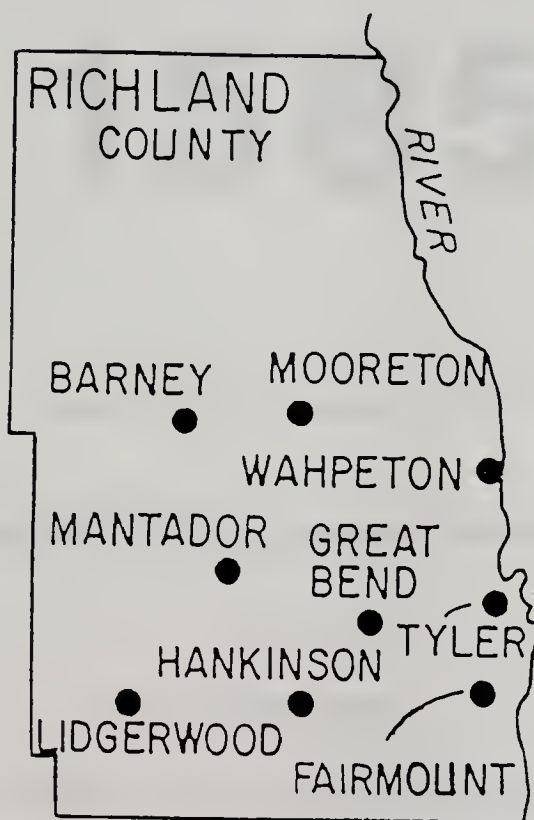 RICHLAND
COUNTY
RIVER
BARNEY
MOORETON
WAHPETON
MANTADOR
GREAT
BEND
TYLER
HANKINSON
LIDGERWOOD
FAIRMOUNT